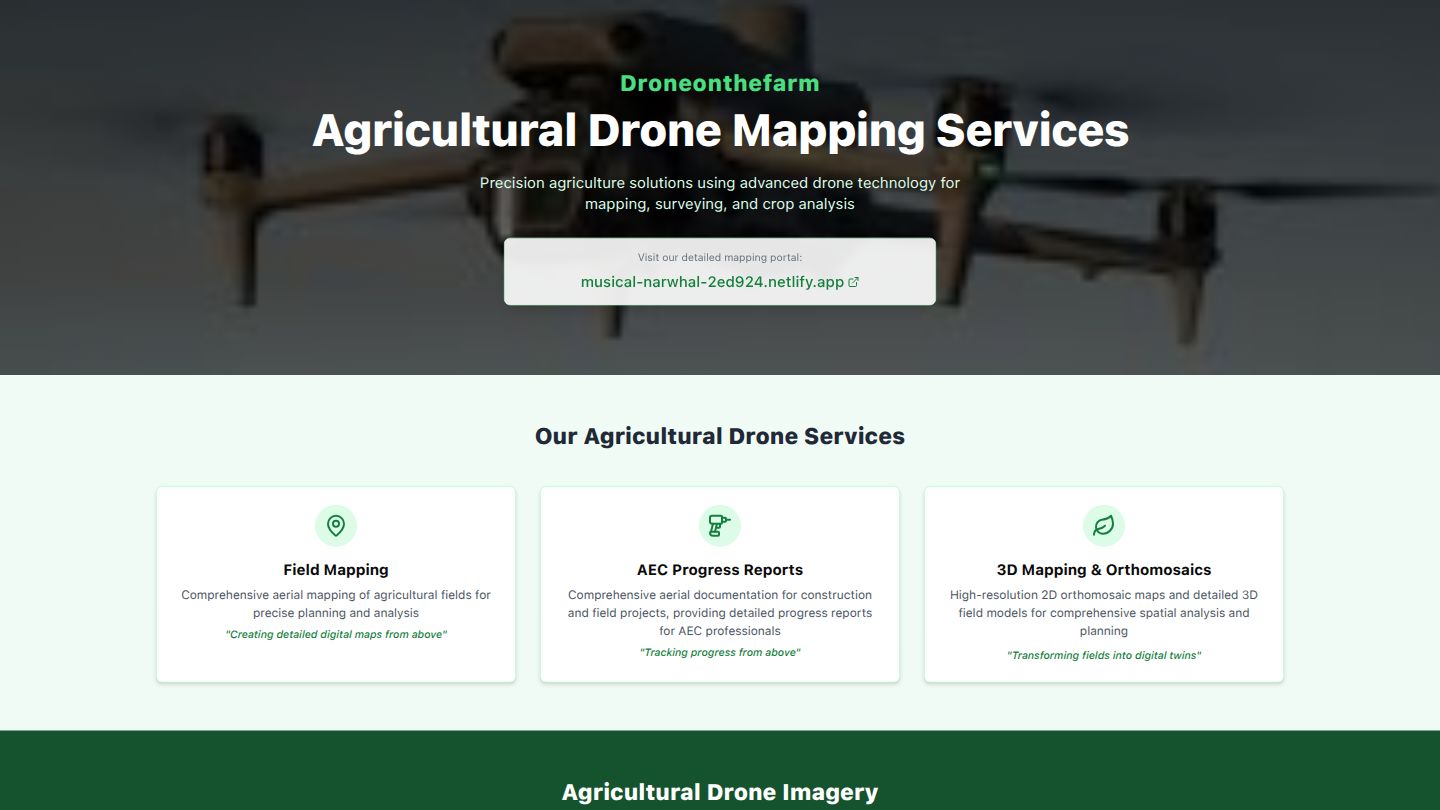 Droneonthefarm
Agricultural Drone Mapping Services
Precision agriculture solutions using advanced drone technology for
mapping, surveying, and crop analysis
Visit our detailed mapping portal:
musical-narwhal-2ed924.netlify.app
Our Agricultural Drone Services
Field Mapping
Comprehensive aerial mapping of agricultural fields for
precise planning and analysis
"Creating detailed digital maps from above"
AEC Progress Reports
Comprehensive aerial documentation for construction
and field projects, providing detailed progress reports
for AEC professionals
"Tracking progress from above"
3D Mapping & Orthomosaics
High-resolution 2D orthomosaic maps and detailed 3D
field models for comprehensive spatial analysis and
planning
"Transforming fields into digital twins"
Agricultural Drone Imagery